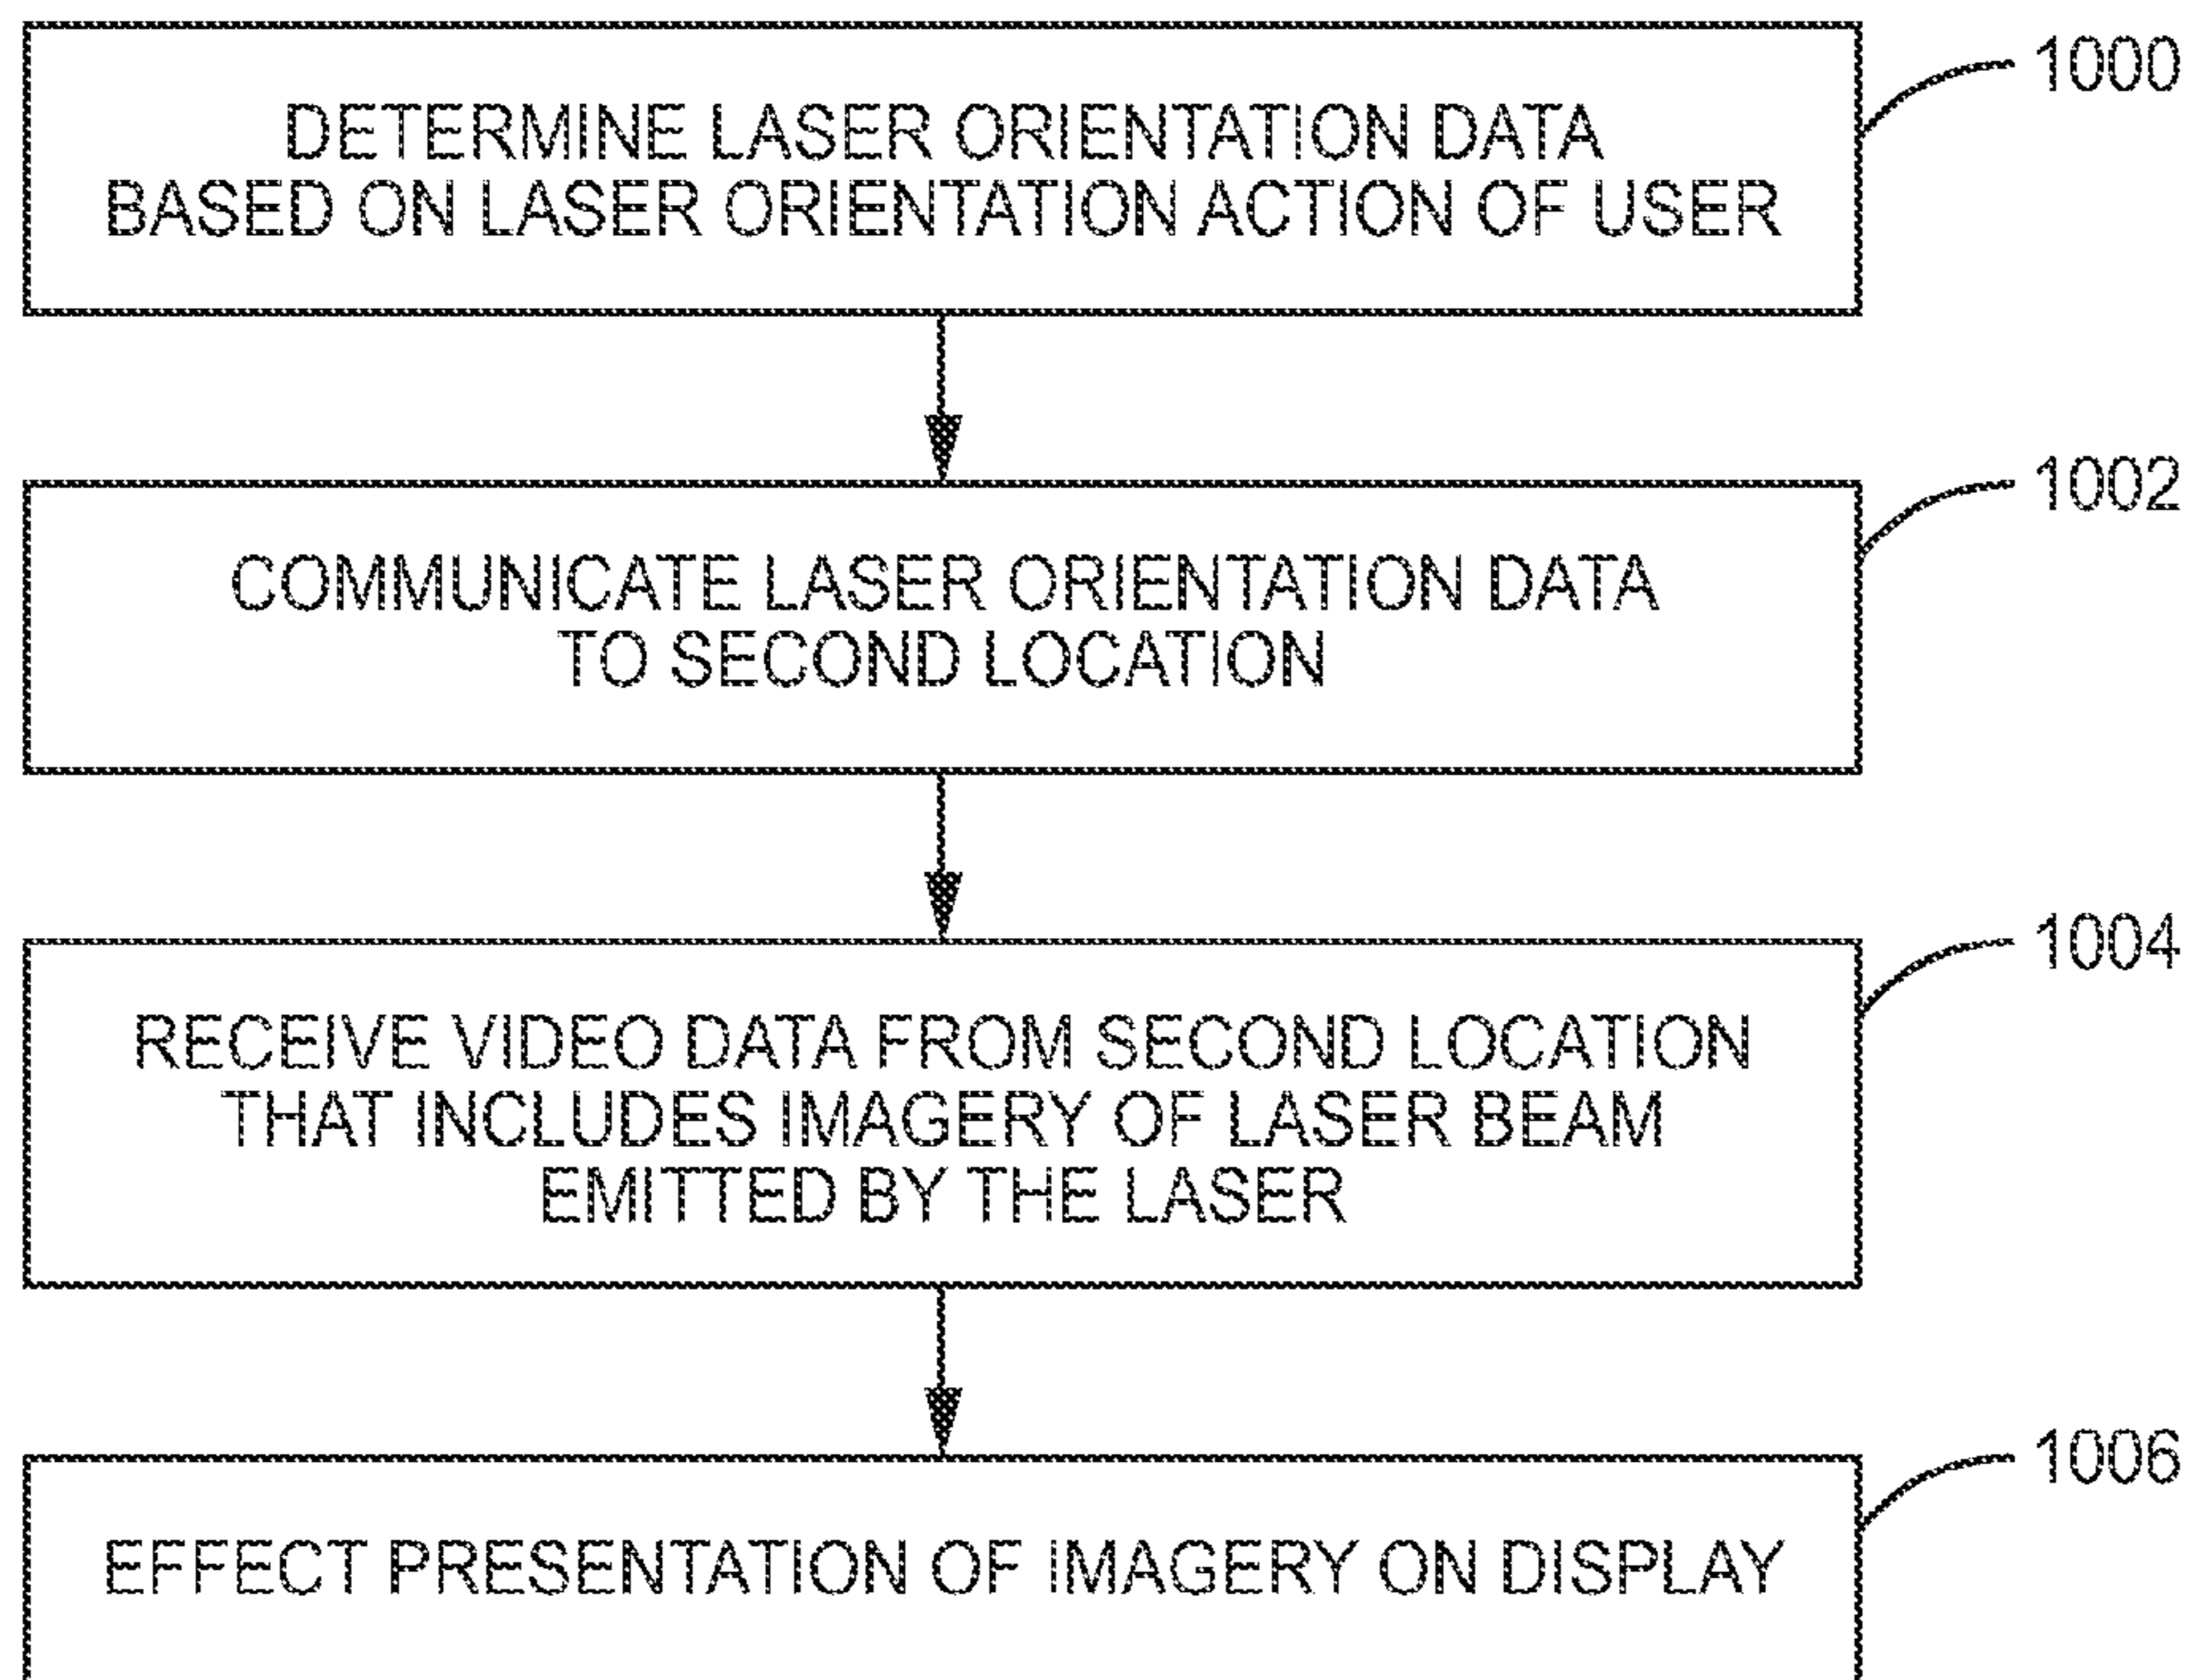 1000
DETERMINE LASER ORIENTATION DATA
BASED ON LASER ORIENTATION ACTION OF USER
1002
COMMUNICATE LASER ORIENTATION DATA
TO SECOND LOCATION
1004
RECEIVE VIDEO DATA FROM SECOND LOCATION
THAT INCLUDES IMAGERY OF LASER BEAM
EMITTED BY THE LASER
1006
EFFECT PRESENTATION OF IMAGERY ON DISPLAY